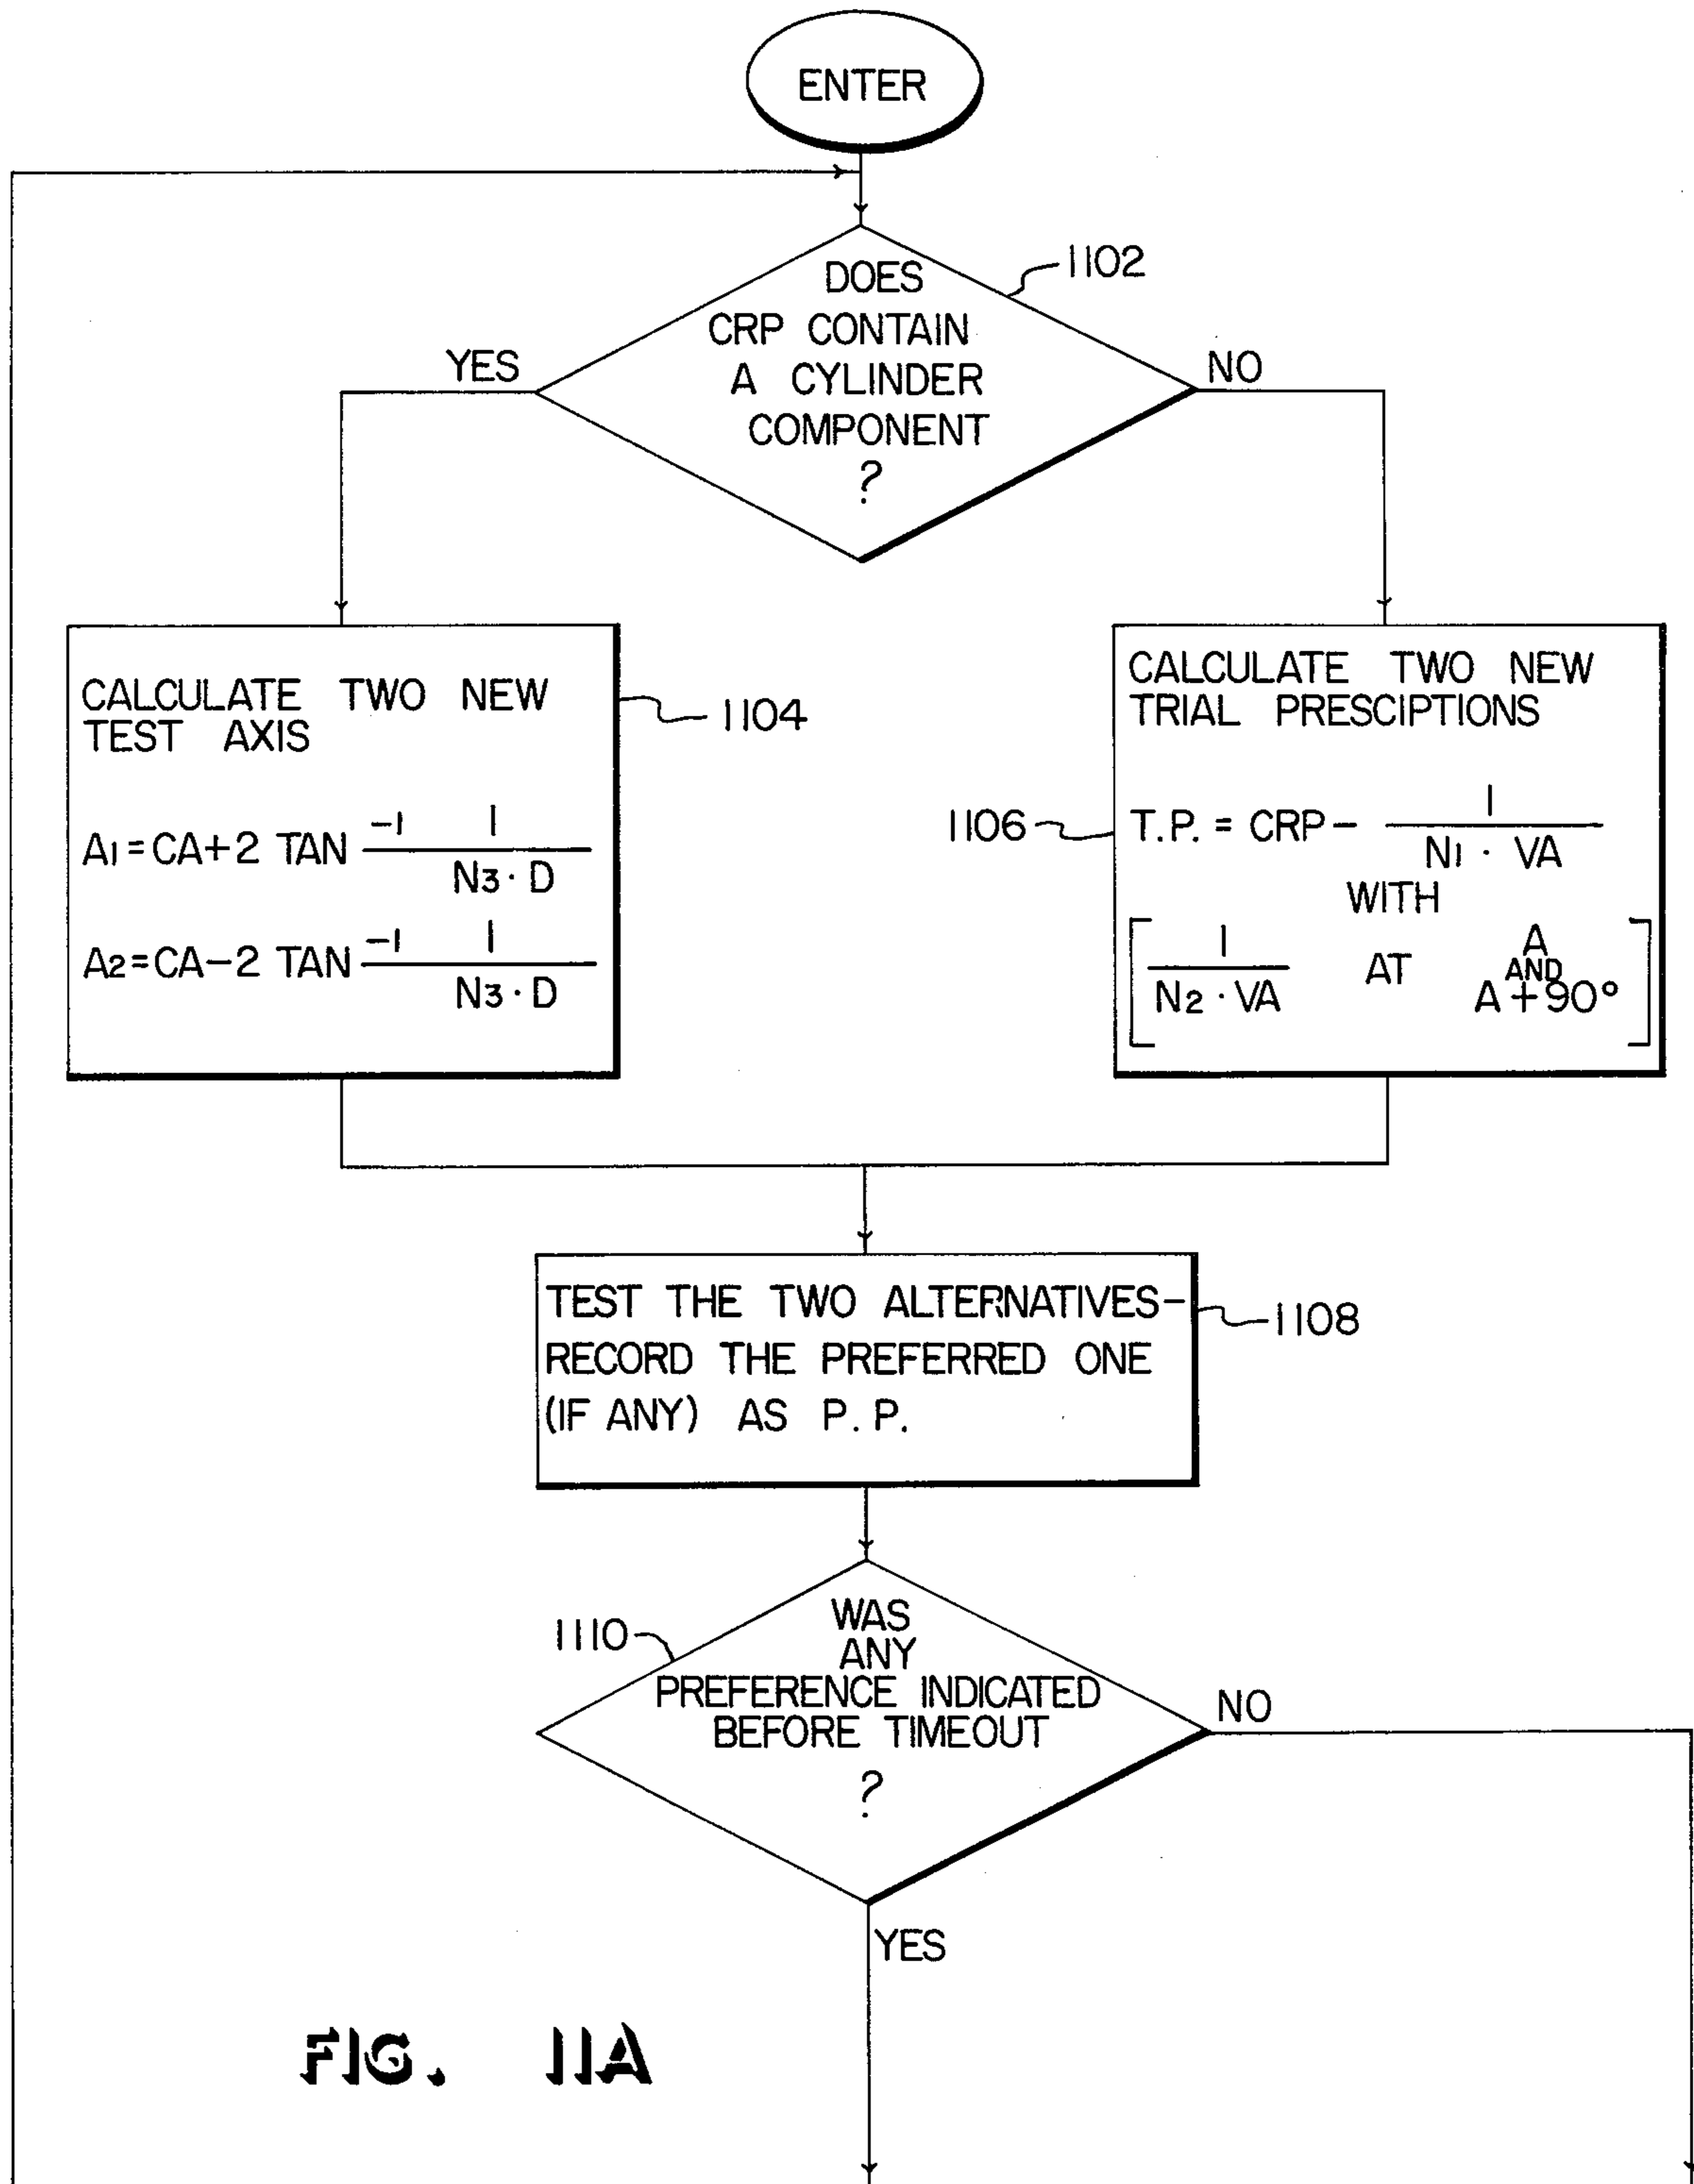 ENTER
DOES
CRP CONTAIN
A CYLINDER
COMPONENT
?
1102
YES
NO
CALCULATE TWO NEW
TEST AXIS
A1=CA+2 TAN -1 1
N3·D
A2=CA-2 TAN -1 1
N3·D
1104
CALCULATE TWO NEW
TRIAL PRESCIPTIONS
T.P. = CRP- 1
N1 · VA
WITH
[ 1 AT A
AND
N2 · VA A+90° ]
1106
TEST THE TWO ALTERNATIVES-
RECORD THE PREFERRED ONE
(IF ANY) AS P.P.
1108
WAS
ANY
PREFERENCE INDICATED
BEFORE TIMEOUT
?
1110
NO
YES
FIG. 11A